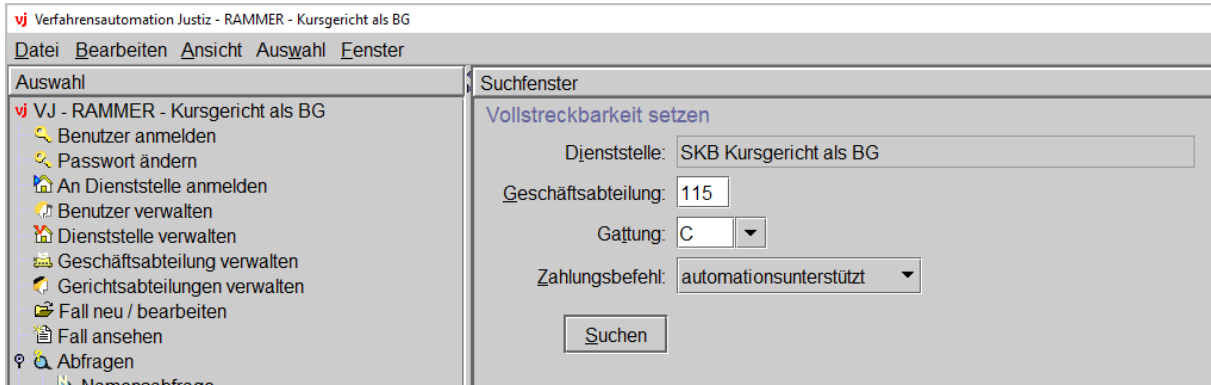 vj Verfahrensautomation Justiz - RAMMER - Kursgericht als BG
Datei Bearbeiten Ansicht Auswahl Fenster
Auswahl
vj VJ - RAMMER - Kursgericht als BG
Benutzer anmelden
Passwort ändern
An Dienststelle anmelden
Benutzer verwalten
Dienststelle verwalten
Geschäftsabteilung verwalten
Gerichtsabteilungen verwalten
Fall neu / bearbeiten
Fall ansehen
Abfragen
Namensabfrage
Suchfenster
Vollstreckbarkeit setzen
Dienststelle: SKB Kursgericht als BG
Geschäftsabteilung: 115
Gattung: C
Zahlungsbefehl: automationsunterstützt
Suchen